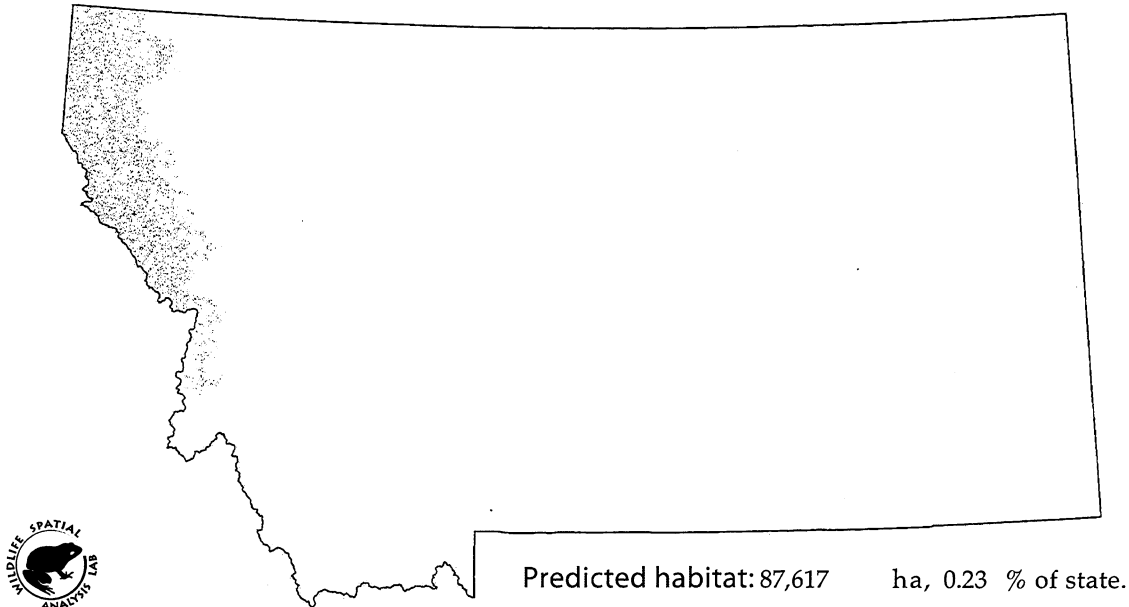 WILDLIFE SPATIAL ANALYSIS LAB
Predicted habitat: 87,617 ha, 0.23 % of state.